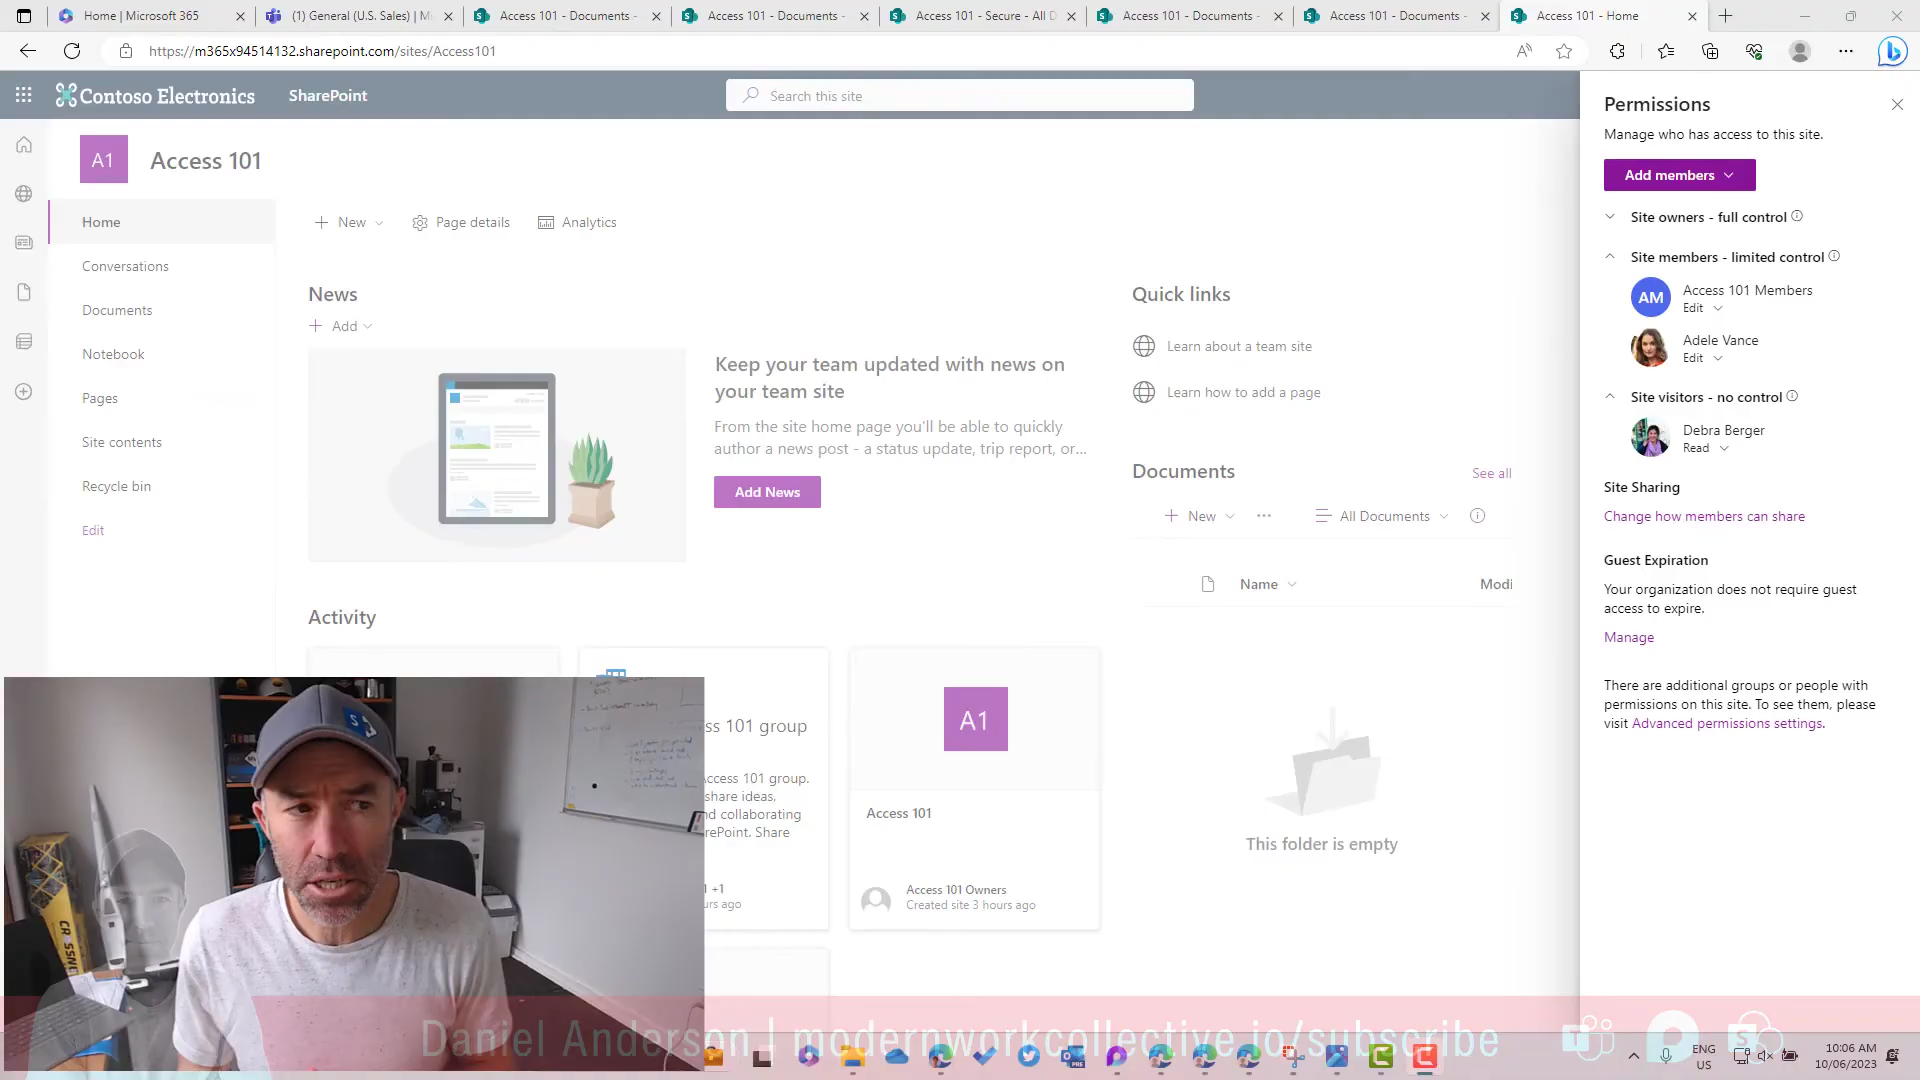 Home | Microsoft 365
(1) General (U.S. Sales) | M
Access 101 - Documents -
Access 101 - Documents -
Access 101 - Secure - All D
Access 101 - Documents -
Access 101 - Documents -
Access 101 - Home
https://m365x94514132.sharepoint.com/sites/Access101
Contoso Electronics
SharePoint
Search this site
A1
Access 101
Home
Conversations
Documents
Notebook
Pages
Site contents
Recycle bin
Edit
New
Page details
Analytics
News
Add
Keep your team updated with news on
your team site
From the site home page you'll be able to quickly
author a news post - a status update, trip report, or...
Add News
Activity
ss 101 group
Access 101 group.
share ideas,
nd collaborating
rePoint. Share
1 +1
urs ago
A1
Access 101
Access 101 Owners
Created site 3 hours ago
Quick links
Learn about a team site
Learn how to add a page
Documents
See all
New
All Documents
Name
Modi
This folder is empty
Permissions
Manage who has access to this site.
Add members
Site owners - full control
Site members - limited control
AM
Access 101 Members
Edit
Adele Vance
Edit
Site visitors - no control
Debra Berger
Read
Site Sharing
Change how members can share
Guest Expiration
Your organization does not require guest
access to expire.
Manage
There are additional groups or people with
permissions on this site. To see them, please
visit Advanced permissions settings.
Daniel Anderson | modernworkcollective.io/subscribe
ENG
US
10:06 AM
10/06/2023